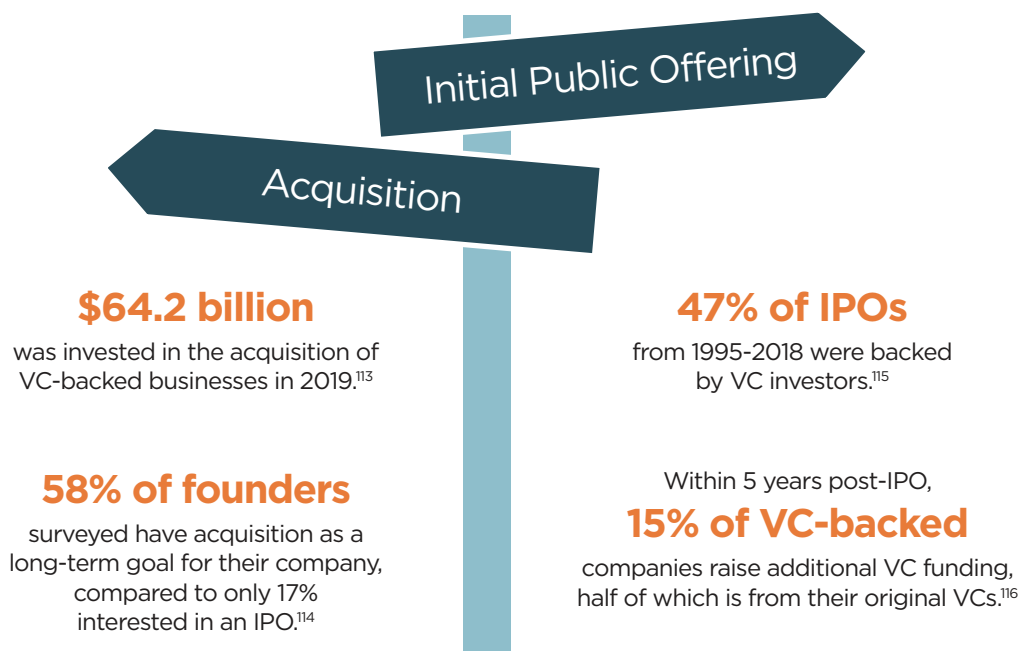 Initial Public Offering
Acquisition
$64.2 billion
was invested in the acquisition of
VC-backed businesses in 2019.113
58% of founders
surveyed have acquisition as a
long-term goal for their company,
compared to only 17%
interested in an IPO.114
47% of IPOs
from 1995-2018 were backed
by VC investors.115
Within 5 years post-IPO,
15% of VC-backed
companies raise additional VC funding,
half of which is from their original VCs.116